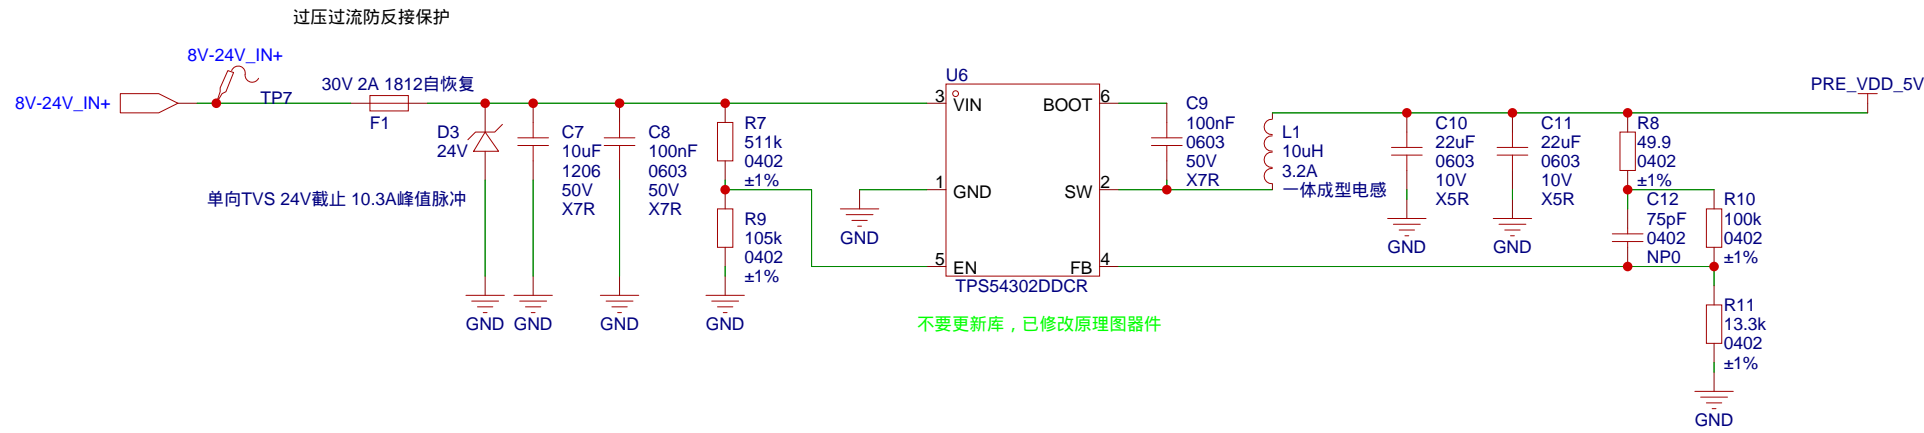 过压过流防反接保护
8V-24V_IN+
8V-24V_IN+
TP7
30V 2A 1812自恢复
F1
D3
24V
单向TVS 24V截止 10.3A峰值脉冲
C7
10uF
1206
50V
X7R
C8
100nF
0603
50V
X7R
R7
511k
0402
±1%
R9
105k
0402
±1%
GND
GND
GND
GND
GND
U6
3
VIN
BOOT
6
1
GND
SW
2
5
EN
FB
4
TPS54302DDCR
不要更新库，已修改原理图器件
C9
100nF
0603
50V
X7R
L1
10uH
3.2A
一体成型电感
C10
22uF
0603
10V
X5R
GND
C11
22uF
0603
10V
X5R
GND
R8
49.9
0402
±1%
C12
75pF
0402
NP0
R10
100k
0402
±1%
R11
13.3k
0402
±1%
GND
PRE_VDD_5V